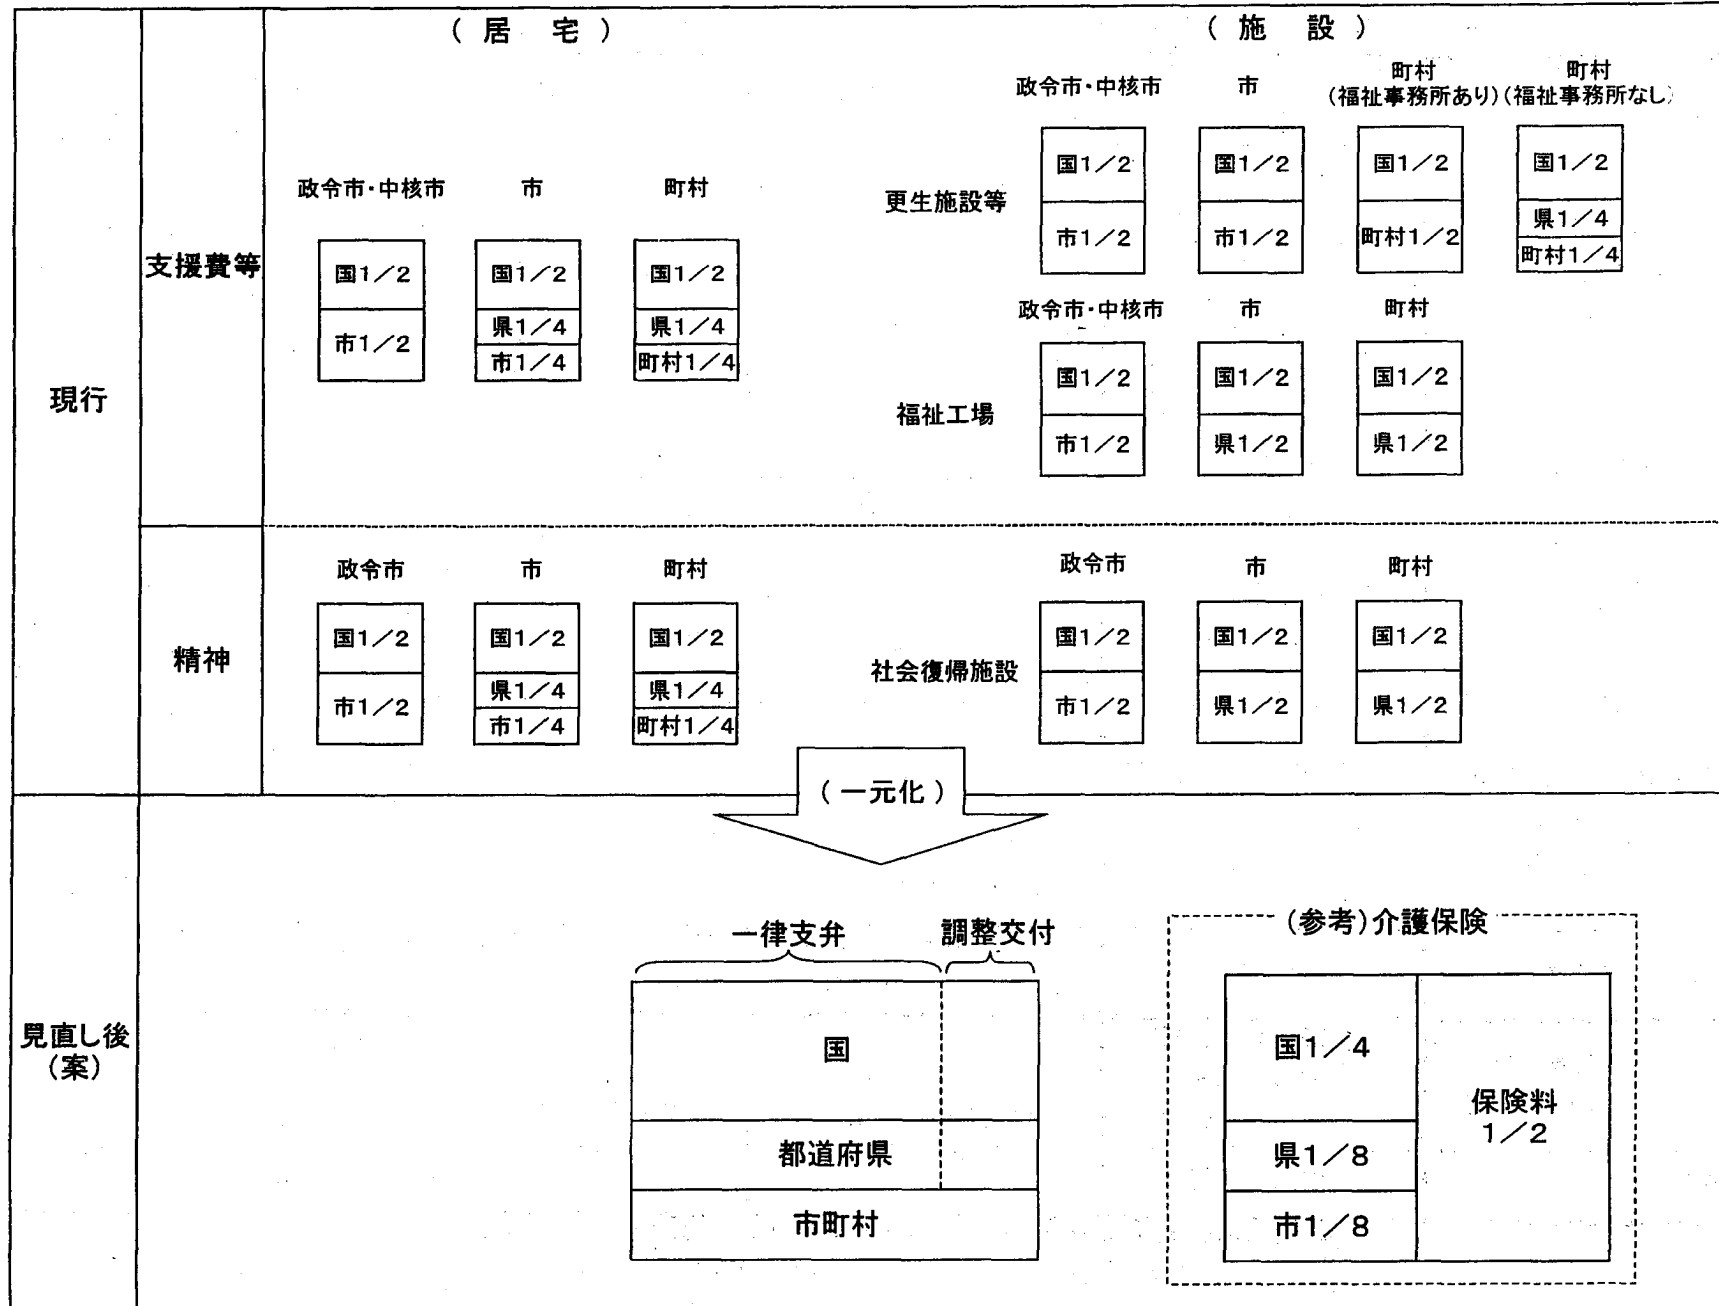 （ 居　宅 ）
（ 施　設 ）
現行
支援費等
政令市・中核市　市　町村
国１／２　国１／２　国１／２
市１／２　県１／４　県１／４
市１／４　町村１／４
政令市・中核市　市　町村　町村
(福祉事務所あり)(福祉事務所なし)
更生施設等
国１／２　国１／２　国１／２　国１／２
市１／２　市１／２　町村１／２　県１／４
町村１／４
政令市・中核市　市　町村
福祉工場
国１／２　国１／２　国１／２
市１／２　県１／２　県１／２
精神
政令市　市　町村
国１／２　国１／２　国１／２
市１／２　県１／４　県１／４
市１／４　町村１／４
政令市　市　町村
社会復帰施設
国１／２　国１／２　国１／２
市１／２　県１／２　県１／２
（ 一元化 ）
見直し後
(案)
一律支弁　調整交付
国
都道府県
市町村
(参考)介護保険
国１／４
県１／８
市１／８
保険料
１／２